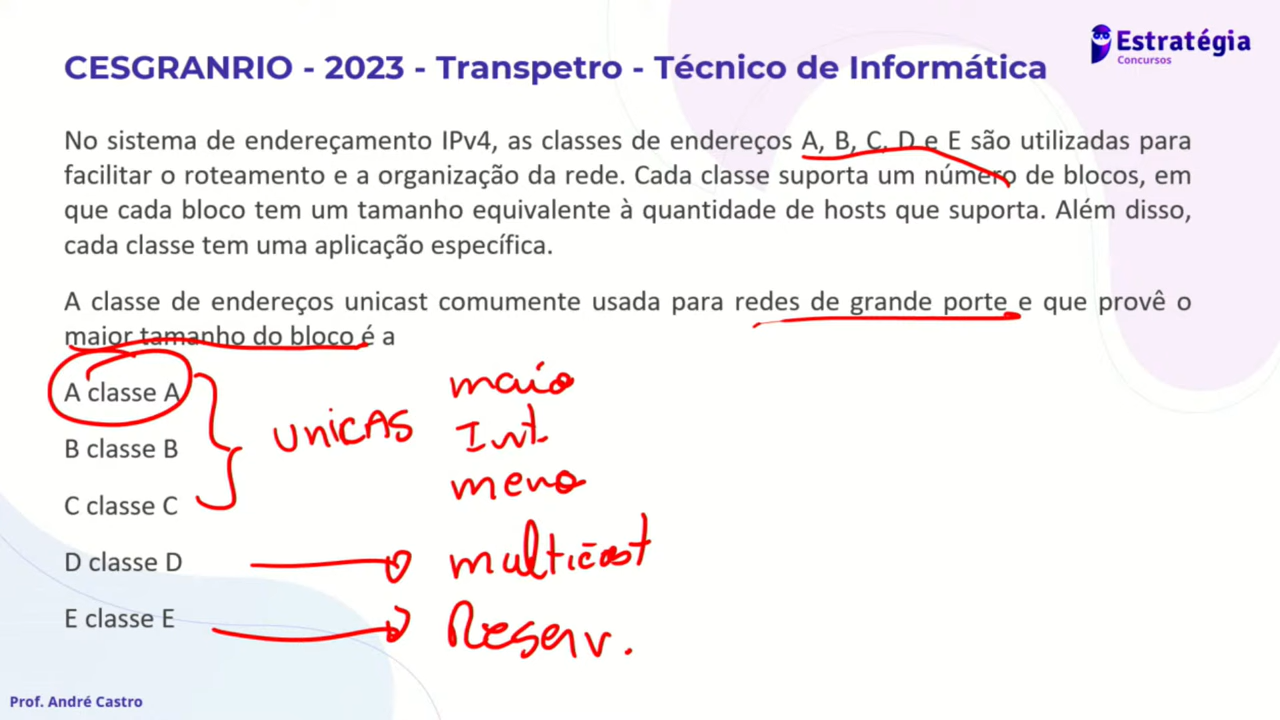 Estratégia
Concursos
CESGRANRIO - 2023 - Transpetro - Técnico de Informática
No sistema de endereçamento IPv4, as classes de endereços A, B, C, D e E são utilizadas para
facilitar o roteamento e a organização da rede. Cada classe suporta um número de blocos, em
que cada bloco tem um tamanho equivalente à quantidade de hosts que suporta. Além disso,
cada classe tem uma aplicação específica.
A classe de endereços unicast comumente usada para redes de grande porte e que provê o
maior tamanho do bloco é a
A classe A
B classe B
C classe C
D classe D
E classe E
UNICAS
maio
Int.
meno
multicast
Reserv.
Prof. André Castro